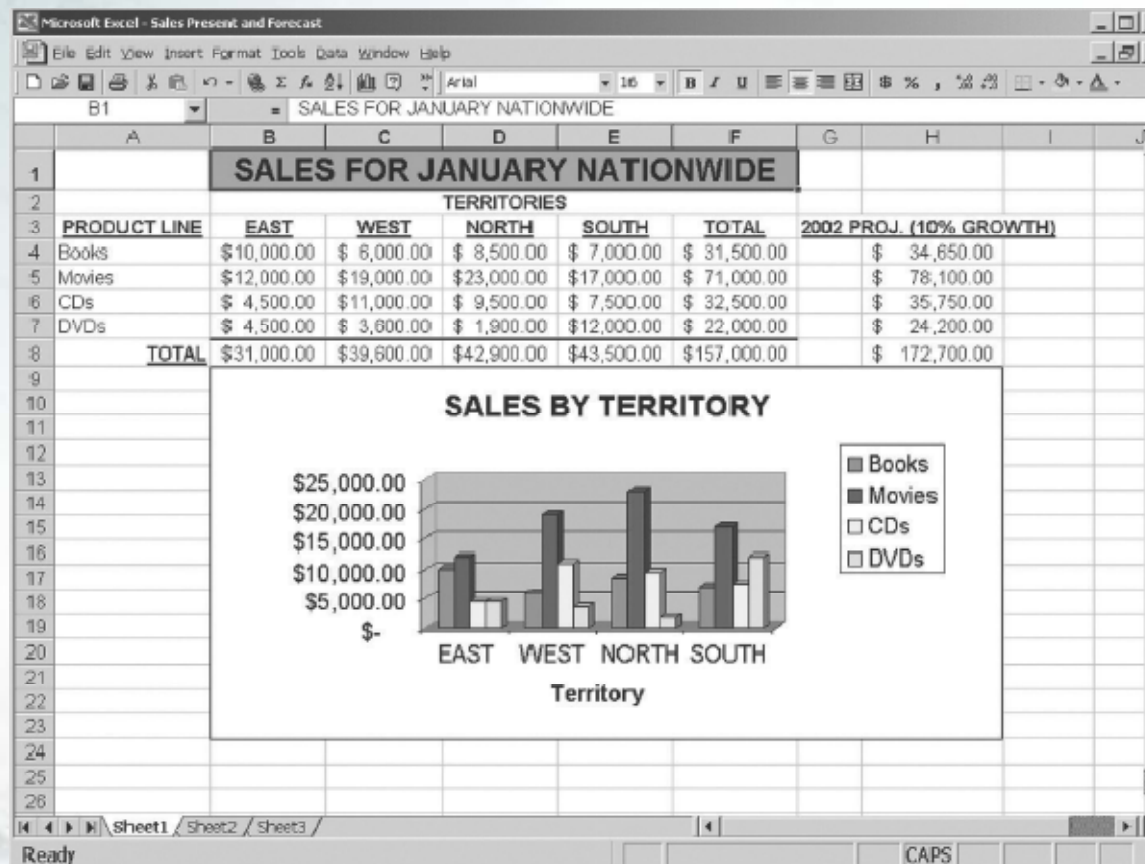 Microsoft Excel - Sales Present and Forecast
File Edit View Insert Format Tools Data Window Help
Arial 16 B I U $ % ,
B1 = SALES FOR JANUARY NATIONWIDE
A B C D E F G H I J
1 SALES FOR JANUARY NATIONWIDE
2 TERRITORIES
3 PRODUCT LINE EAST WEST NORTH SOUTH TOTAL 2002 PROJ. (10% GROWTH)
4 Books $10,000.00 $ 6,000.00 $ 8,500.00 $ 7,000.00 $ 31,500.00 $ 34,650.00
5 Movies $12,000.00 $19,000.00 $23,000.00 $17,000.00 $ 71,000.00 $ 78,100.00
6 CDs $ 4,500.00 $11,000.00 $ 9,500.00 $ 7,500.00 $ 32,500.00 $ 35,750.00
7 DVDs $ 4,500.00 $ 3,600.00 $ 1,900.00 $12,000.00 $ 22,000.00 $ 24,200.00
8 TOTAL $31,000.00 $39,600.00 $42,900.00 $43,500.00 $157,000.00 $ 172,700.00
9
10 SALES BY TERRITORY
11
12 Books
13 $25,000.00 Movies
14 $20,000.00
15 $15,000.00 CDs
16 $10,000.00 DVDs
17
18 $5,000.00
19 $-
20 EAST WEST NORTH SOUTH
21
22 Territory
23
24
25
26
Sheet1 Sheet2 Sheet3
Ready CAPS